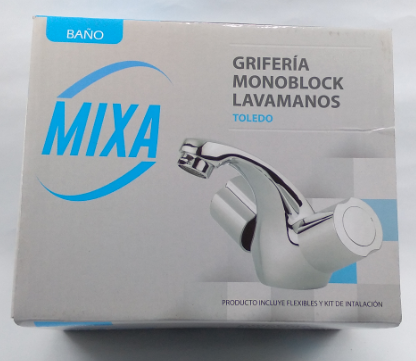 BAÑO
MIXA
GRIFERÍA
MONOBLOCK
LAVAMANOS
TOLEDO
PRODUCTO INCLUYE FLEXIBLES Y KIT DE INTALACIÓN